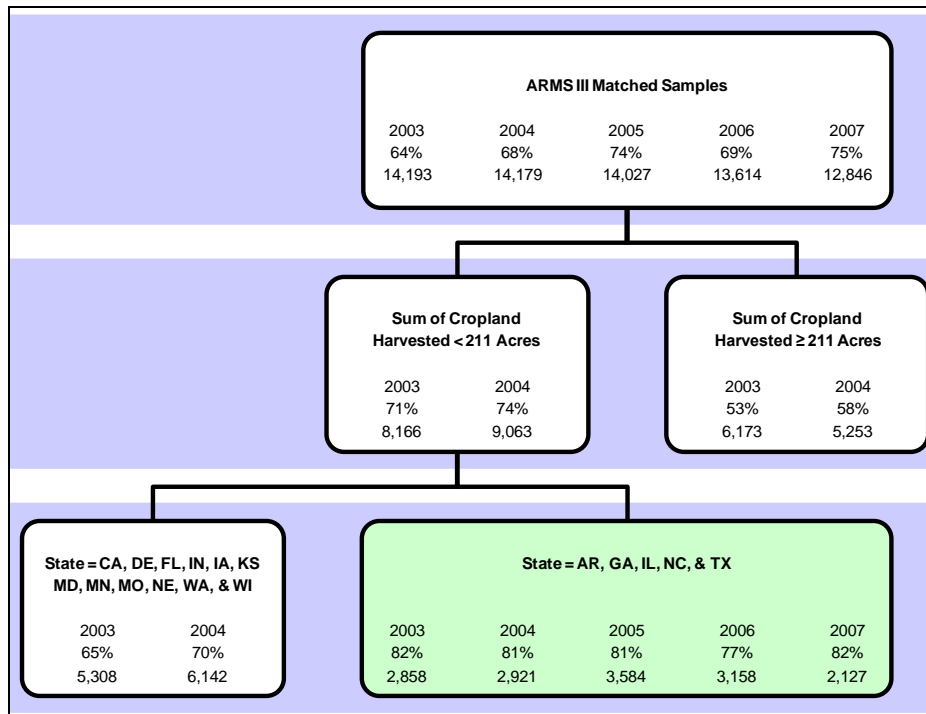 ARMS III Matched Samples
2003 2004 2005 2006 2007
64% 68% 74% 69% 75%
14,193 14,179 14,027 13,614 12,846
Sum of Cropland
Harvested < 211 Acres
2003 2004
71% 74%
8,166 9,063
Sum of Cropland
Harvested ≥ 211 Acres
2003 2004
53% 58%
6,173 5,253
State = CA, DE, FL, IN, IA, KS
MD, MN, MO, NE, WA, & WI
2003 2004
65% 70%
5,308 6,142
State = AR, GA, IL, NC, & TX
2003 2004 2005 2006 2007
82% 81% 81% 77% 82%
2,858 2,921 3,584 3,158 2,127